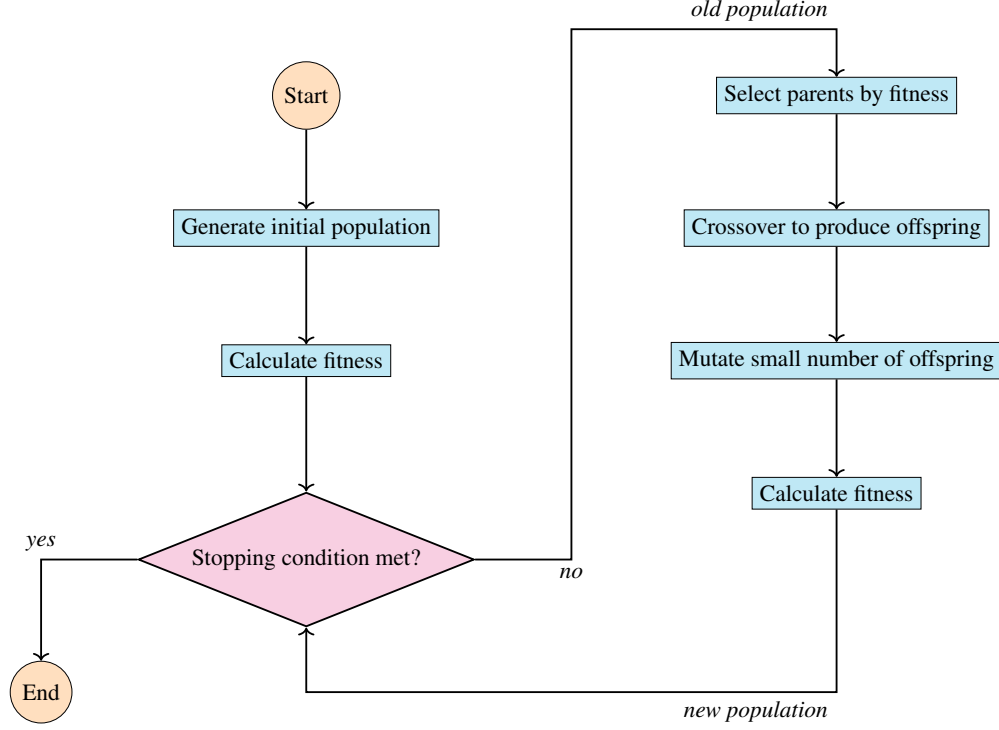 Start
Generate initial population
Calculate fitness
Stopping condition met?
yes
End
no
old population
Select parents by fitness
Crossover to produce offspring
Mutate small number of offspring
Calculate fitness
new population